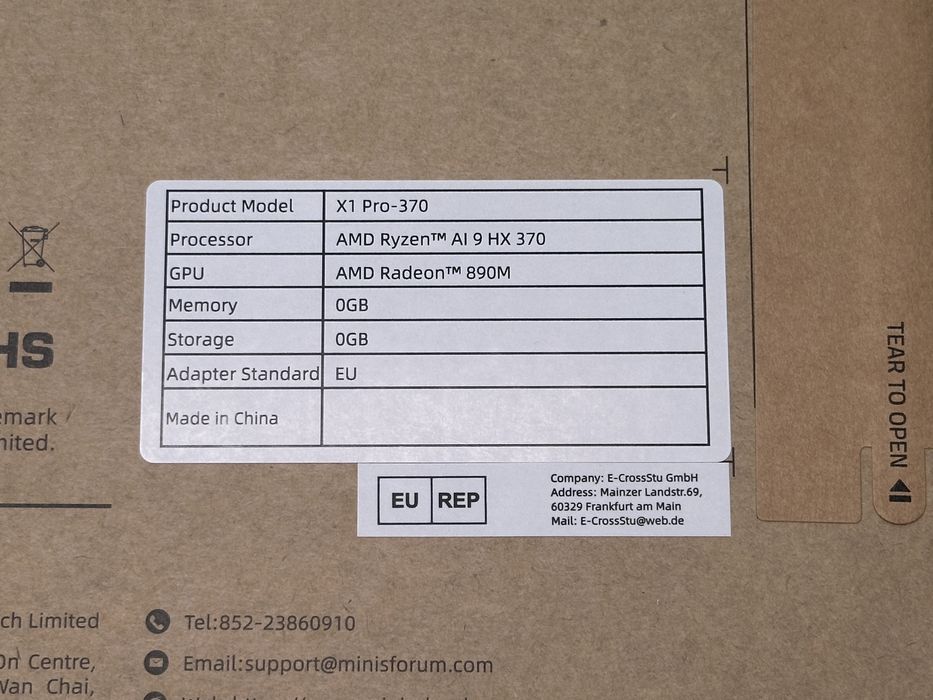 Product Model X1 Pro-370
Processor AMD Ryzen™ AI 9 HX 370
GPU AMD Radeon™ 890M
Memory 0GB
Storage 0GB
Adapter Standard EU
Made in China
EU REP
Company: E-CrossStu GmbH
Address: Mainzer Landstr.69,
60329 Frankfurt am Main
Mail: E-CrossStu@web.de
TEAR TO OPEN
HS
emark
nited.
ch Limited
On Centre,
Wan Chai,
Tel:852-23860910
Email:support@minisforum.com